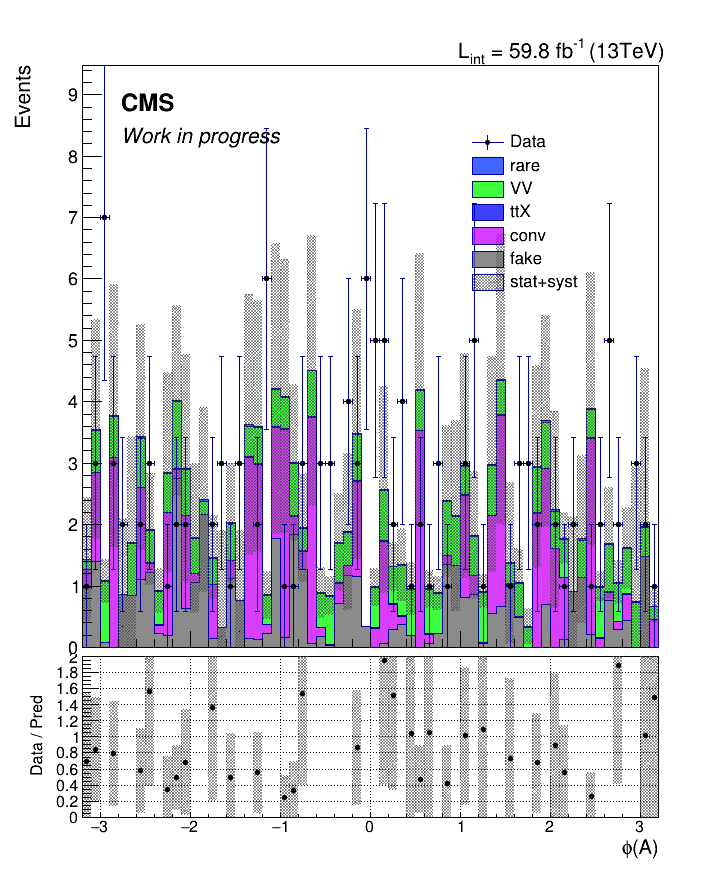 L_int = 59.8 fb^-1 (13TeV)
Events
CMS
Work in progress
Data
rare
VV
ttX
conv
fake
stat+syst
9
8
7
6
5
4
3
2
1
0
Data / Pred
2
1.8
1.6
1.4
1.2
1
0.8
0.6
0.4
0.2
0
−3 −2 −1 0 1 2 3
ϕ(A)